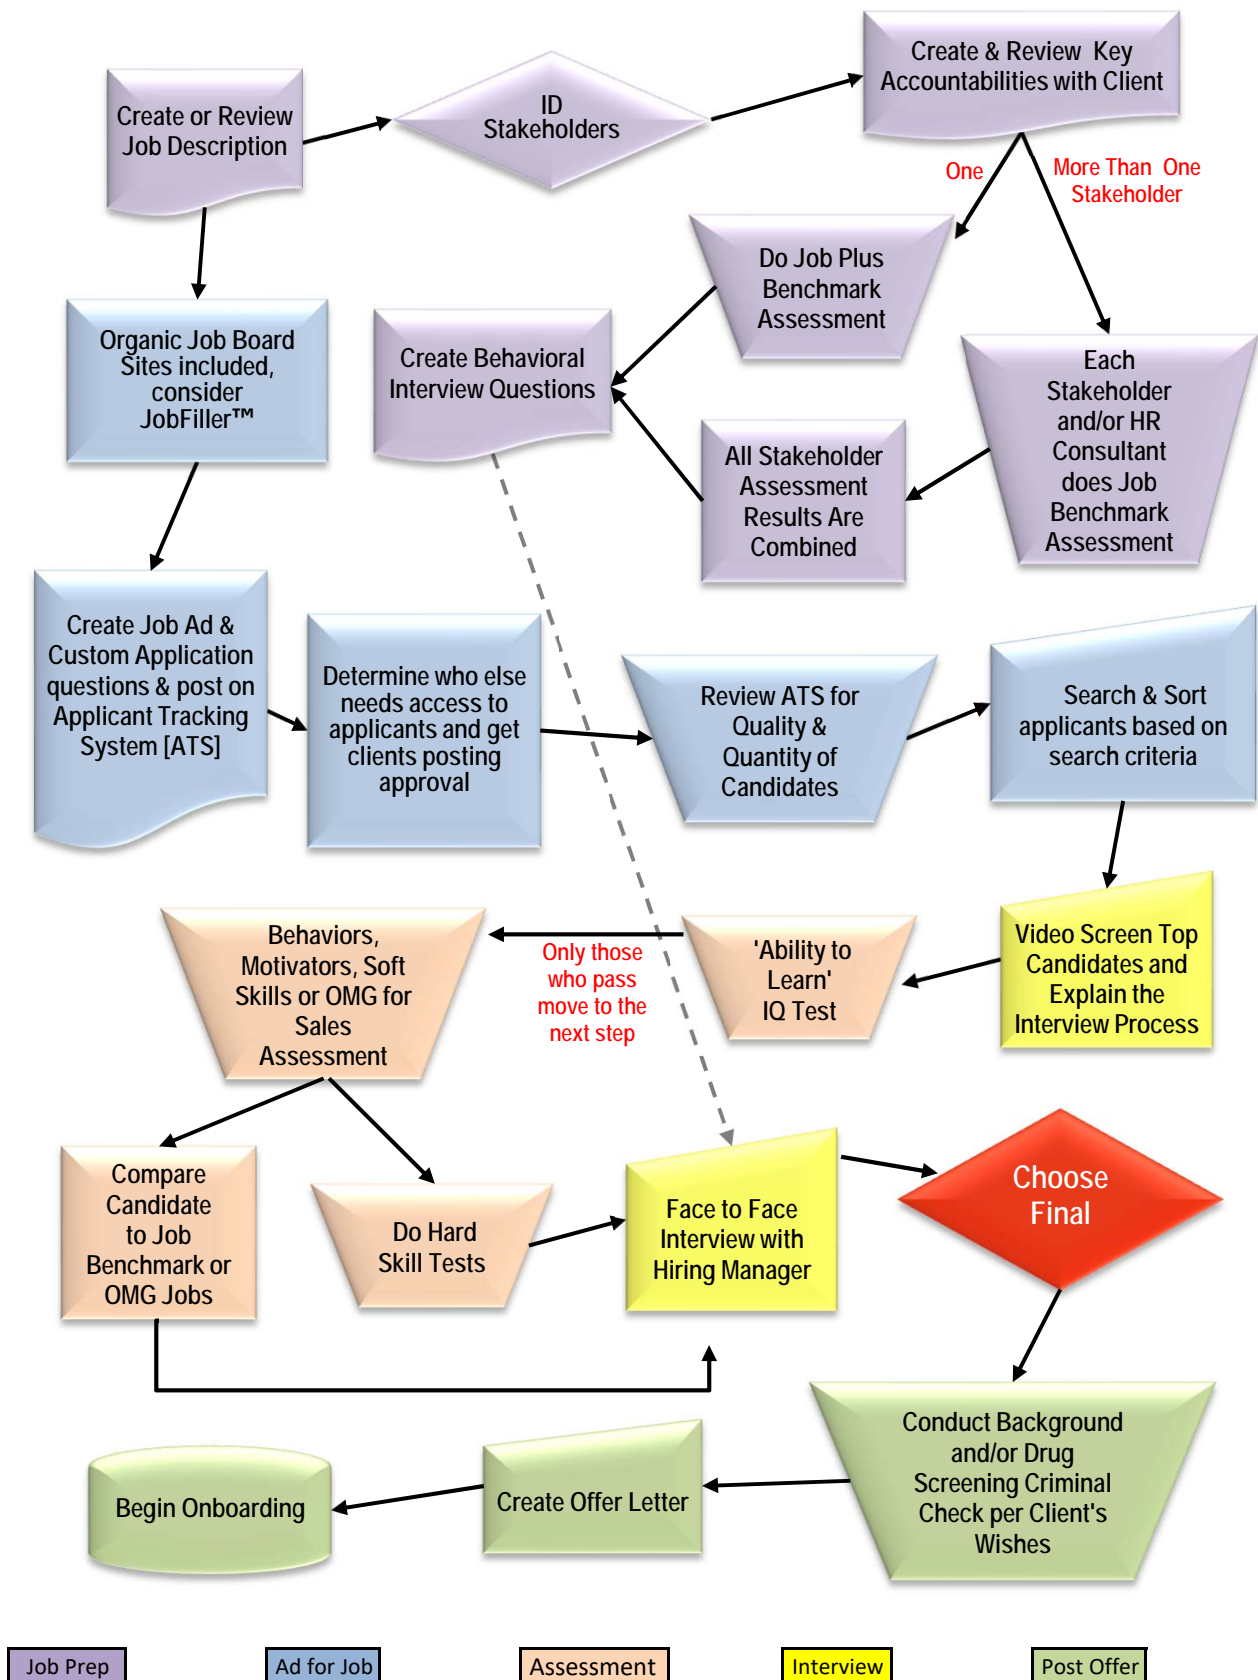 Create or Review
Job Description
ID
Stakeholders
Create & Review Key
Accountabilities with Client
One
More Than One
Stakeholder
Do Job Plus
Benchmark
Assessment
Organic Job Board
Sites included,
consider
JobFiller™
Create Behavioral
Interview Questions
Each
Stakeholder
and/or HR
Consultant
does Job
Benchmark
Assessment
All Stakeholder
Assessment
Results Are
Combined
Create Job Ad &
Custom Application
questions & post on
Applicant Tracking
System [ATS]
Determine who else
needs access to
applicants and get
clients posting
approval
Review ATS for
Quality &
Quantity of
Candidates
Search & Sort
applicants based on
search criteria
Behaviors,
Motivators, Soft
Skills or OMG for
Sales
Assessment
Only those
who pass
move to the
next step
'Ability to
Learn'
IQ Test
Video Screen Top
Candidates and
Explain the
Interview Process
Compare
Candidate
to Job
Benchmark or
OMG Jobs
Do Hard
Skill Tests
Face to Face
Interview with
Hiring Manager
Choose
Final
Begin Onboarding
Create Offer Letter
Conduct Background
and/or Drug
Screening Criminal
Check per Client's
Wishes
Job Prep
Ad for Job
Assessment
Interview
Post Offer